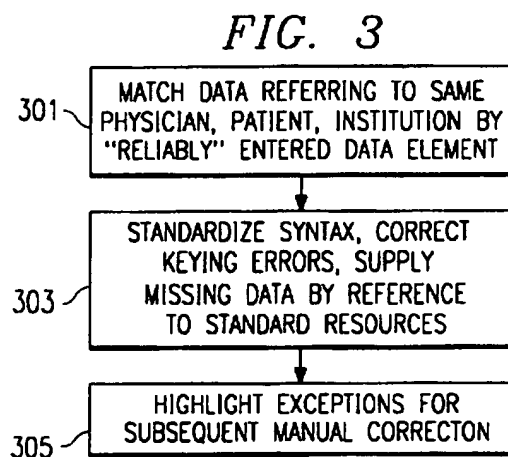 FIG. 3
301
MATCH DATA REFERRING TO SAME
PHYSICIAN, PATIENT, INSTITUTION BY
"RELIABLY" ENTERED DATA ELEMENT
303
STANDARDIZE SYNTAX, CORRECT
KEYING ERRORS, SUPPLY
MISSING DATA BY REFERENCE
TO STANDARD RESOURCES
305
HIGHLIGHT EXCEPTIONS FOR
SUBSEQUENT MANUAL CORRECTON